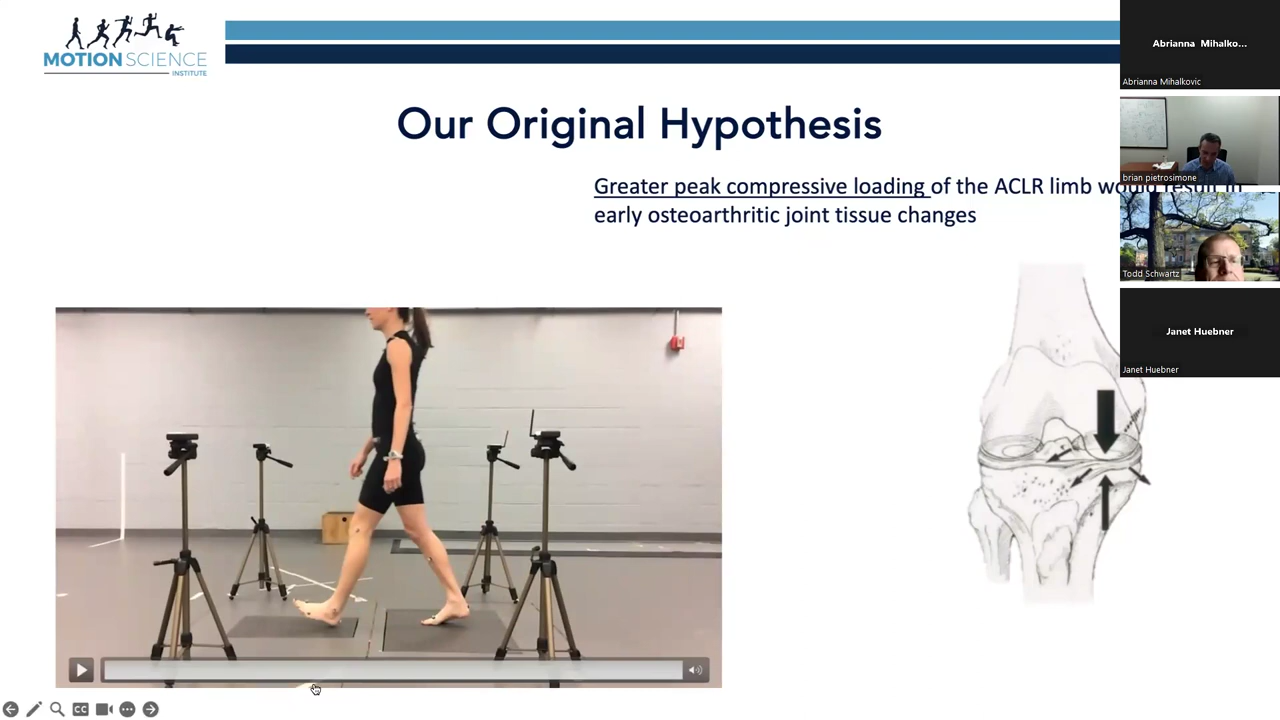 MOTION SCIENCE
INSTITUTE
Our Original Hypothesis
Greater peak compressive loading of the ACLR limb would result in
early osteoarthritic joint tissue changes
Abrianna Mihalko...
Abrianna Mihalkovic
brian pietrosimone
Todd Schwartz
Janet Huebner
Janet Huebner
CC